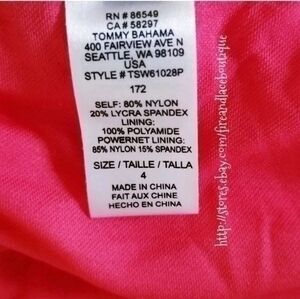 RN # 86549
CA # 58297
TOMMY BAHAMA
400 FAIRVIEW AVE N
SEATTLE, WA 98109
USA
STYLE # TSW61028P
172
SELF: 80% NYLON
20% LYCRA SPANDEX
LINING:
100% POLYAMIDE
POWERNET LINING:
85% NYLON 15% SPANDEX
SIZE / TAILLE / TALLA
4
MADE IN CHINA
FAIT AUX CHINE
HECHO EN CHINA
http://stores.ebay.com/fireandlaceboutique